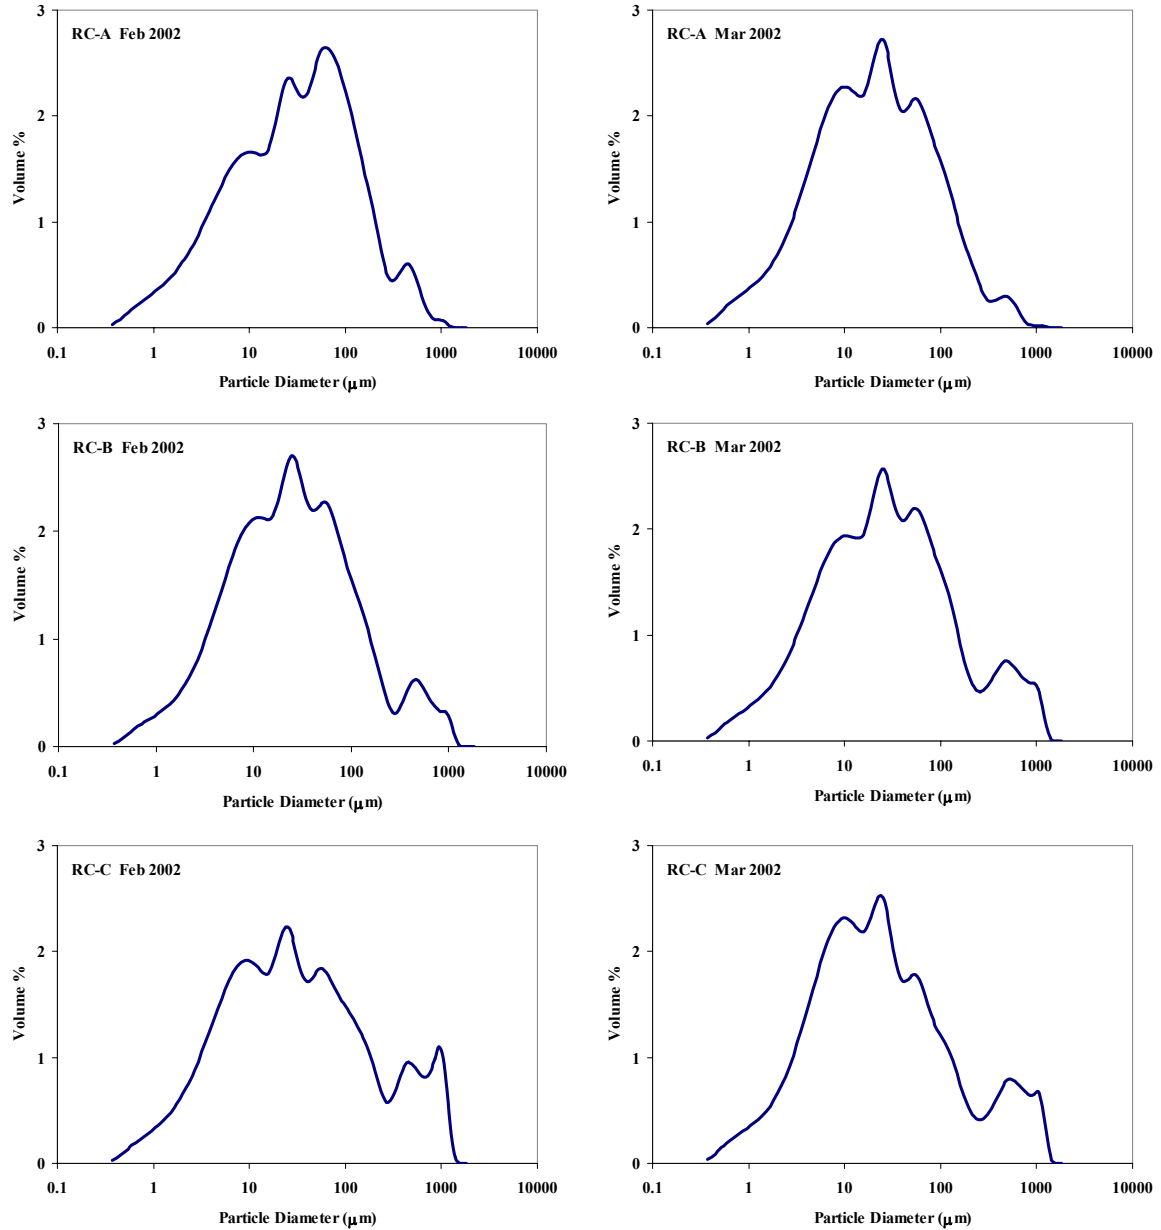 RC-A Feb 2002
3
2
1
0
Volume %
0.1 1 10 100 1000 10000
Particle Diameter (µm)
RC-A Mar 2002
3
2
1
0
Volume %
0.1 1 10 100 1000 10000
Particle Diameter (µm)
RC-B Feb 2002
3
2
1
0
Volume %
0.1 1 10 100 1000 10000
Particle Diameter (µm)
RC-B Mar 2002
3
2
1
0
Volume %
0.1 1 10 100 1000 10000
Particle Diameter (µm)
RC-C Feb 2002
3
2
1
0
Volume %
0.1 1 10 100 1000 10000
Particle Diameter (µm)
RC-C Mar 2002
3
2
1
0
Volume %
0.1 1 10 100 1000 10000
Particle Diameter (µm)